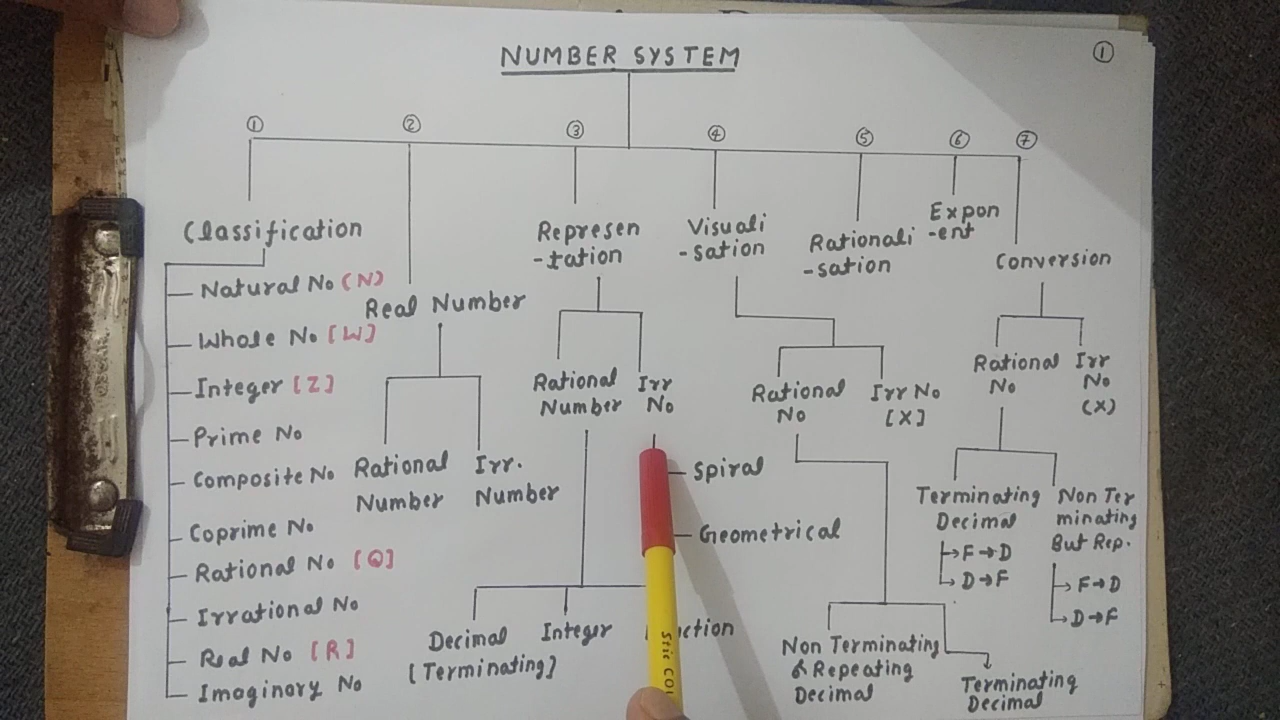 NUMBER SYSTEM
①
① ② ③ ④ ⑤ ⑥ ⑦
Classification
Natural No (N)
Whole No [W]
Integer [Z]
Prime No
Composite No
Coprime No
Rational No [Q]
Irrational No
Real No [R]
Imaginory No
Real Number
Rational
Number
Irr.
Number
Represen
-tation
Rational
Number
Decimal
[Terminating]
Integer
Irr
No
Spiral
Geometrical
Visuali
-sation
Rational
No
Non Terminating
& Repeating
Decimal
Terminating
Decimal
Irr No
[X]
Rationali
-sation
Expon
-ent
Conversion
Rational
No
Terminating
Decimal
F→D
D→F
Non Ter
minating
But Rep.
F→D
D→F
Irr
No
(X)
Stic